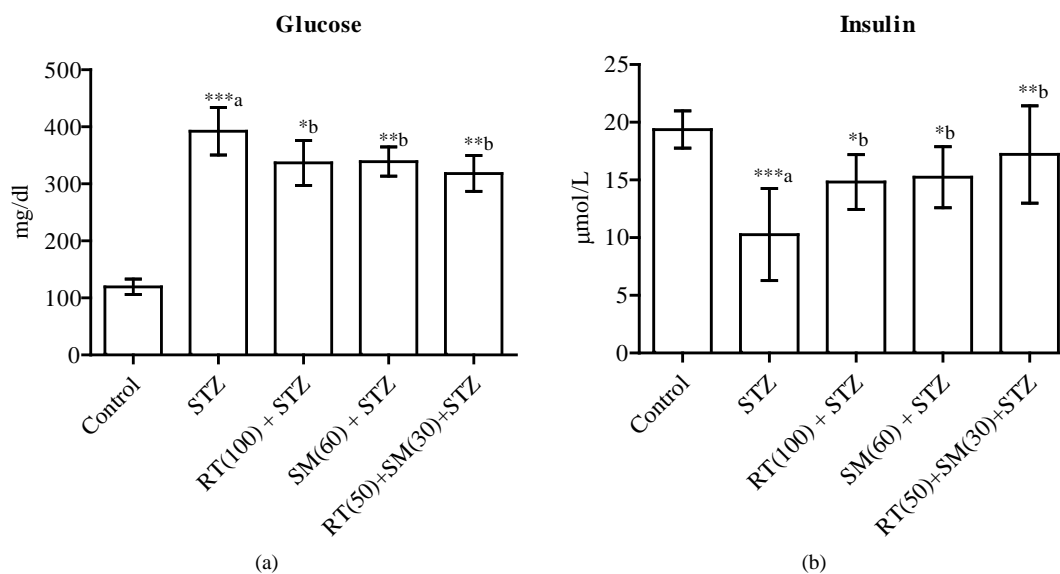 Glucose
500
400
300
200
100
0
mg/dl
***a
*b
**b
**b
Control
STZ
RT(100) + STZ
SM(60) + STZ
RT(50)+SM(30)+STZ
(a)
Insulin
25
20
15
10
5
0
μmol/L
***a
*b
*b
**b
Control
STZ
RT(100) + STZ
SM(60) + STZ
RT(50)+SM(30)+STZ
(b)